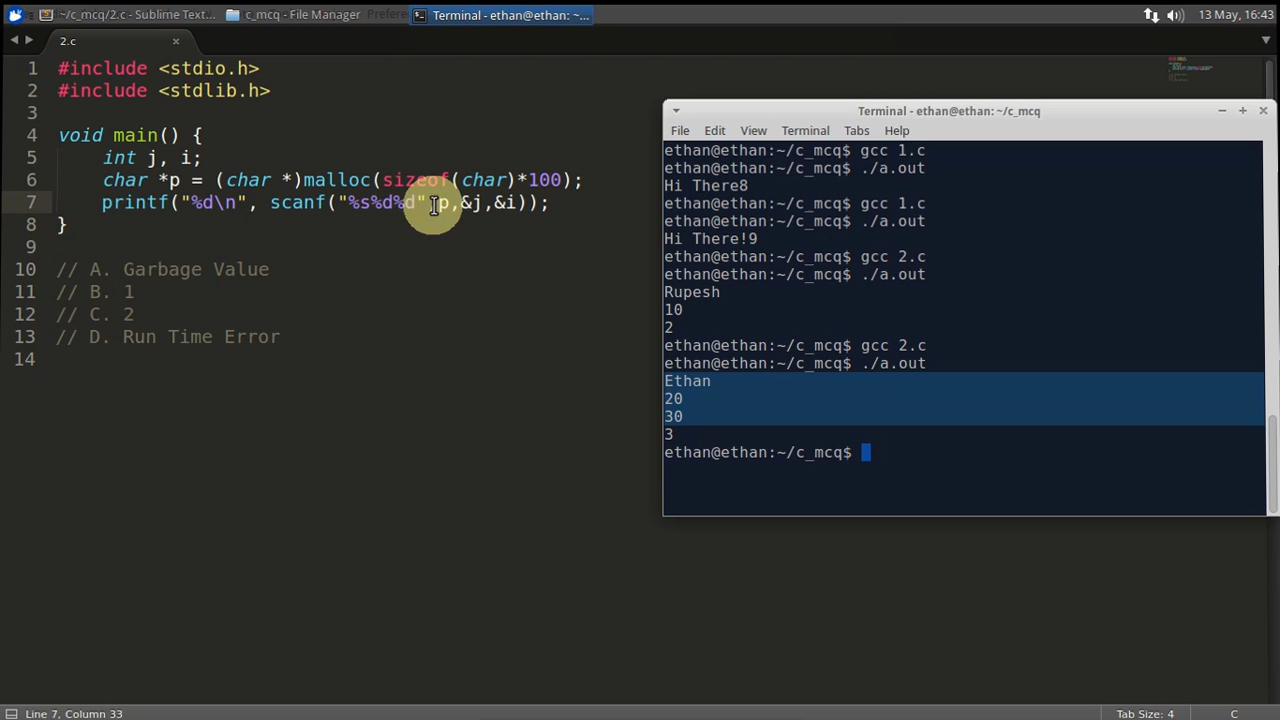 ~/c_mcq/2.c - Sublime Text...
c_mcq - File Manager
Preferences
Terminal - ethan@ethan: ~...
13 May, 16:43
2.c
1 #include <stdio.h>
2 #include <stdlib.h>
3
4 void main() {
5 int j, i;
6 char *p = (char *)malloc(sizeof(char)*100);
7 printf("%d\n", scanf("%s%d%d",p,&j,&i));
8 }
9
10 // A. Garbage Value
11 // B. 1
12 // C. 2
13 // D. Run Time Error
14
Terminal - ethan@ethan: ~/c_mcq
File Edit View Terminal Tabs Help
ethan@ethan:~/c_mcq$ gcc 1.c
ethan@ethan:~/c_mcq$ ./a.out
Hi There8
ethan@ethan:~/c_mcq$ gcc 1.c
ethan@ethan:~/c_mcq$ ./a.out
Hi There!9
ethan@ethan:~/c_mcq$ gcc 2.c
ethan@ethan:~/c_mcq$ ./a.out
Rupesh
10
2
ethan@ethan:~/c_mcq$ gcc 2.c
ethan@ethan:~/c_mcq$ ./a.out
Ethan
20
30
3
ethan@ethan:~/c_mcq$
Line 7, Column 33
Tab Size: 4
C